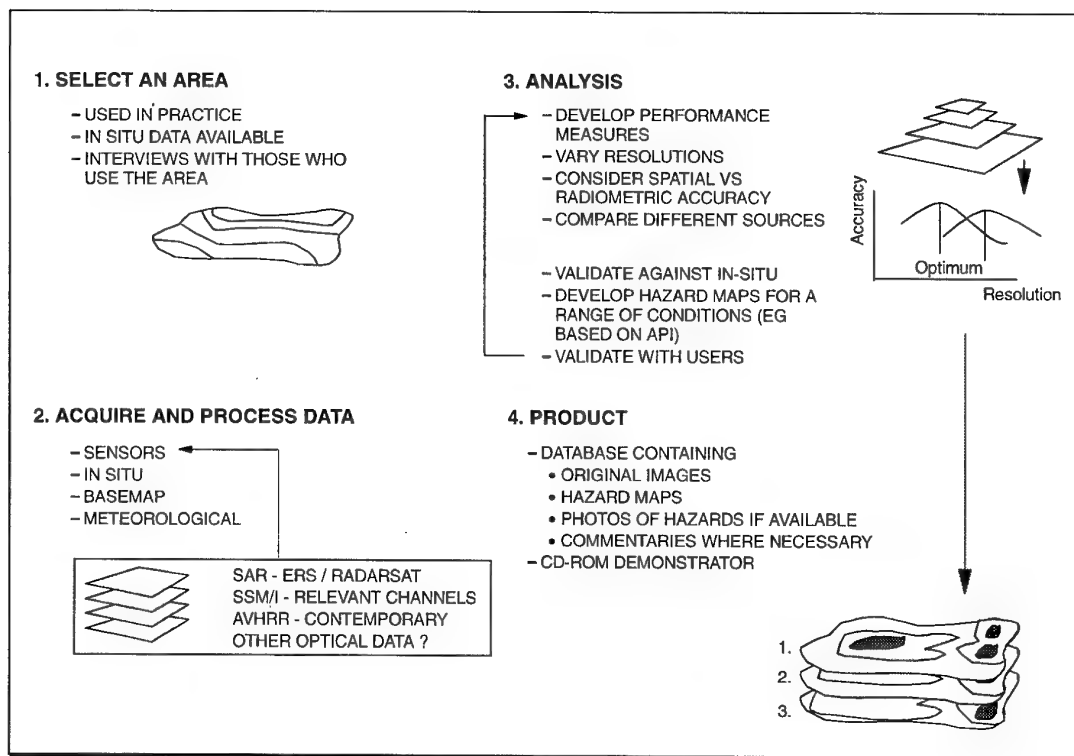 1. SELECT AN AREA
– USED IN PRACTICE
– IN SITU DATA AVAILABLE
– INTERVIEWS WITH THOSE WHO
USE THE AREA
2. ACQUIRE AND PROCESS DATA
– SENSORS
– IN SITU
– BASEMAP
– METEOROLOGICAL
SAR - ERS / RADARSAT
SSM/I - RELEVANT CHANNELS
AVHRR - CONTEMPORARY
OTHER OPTICAL DATA ?
3. ANALYSIS
– DEVELOP PERFORMANCE
MEASURES
– VARY RESOLUTIONS
– CONSIDER SPATIAL VS
RADIOMETRIC ACCURACY
– COMPARE DIFFERENT SOURCES
– VALIDATE AGAINST IN-SITU
– DEVELOP HAZARD MAPS FOR A
RANGE OF CONDITIONS (EG
BASED ON API)
– VALIDATE WITH USERS
Accuracy
Optimum
Resolution
4. PRODUCT
– DATABASE CONTAINING
• ORIGINAL IMAGES
• HAZARD MAPS
• PHOTOS OF HAZARDS IF AVAILABLE
• COMMENTARIES WHERE NECESSARY
– CD-ROM DEMONSTRATOR
1.
2.
3.